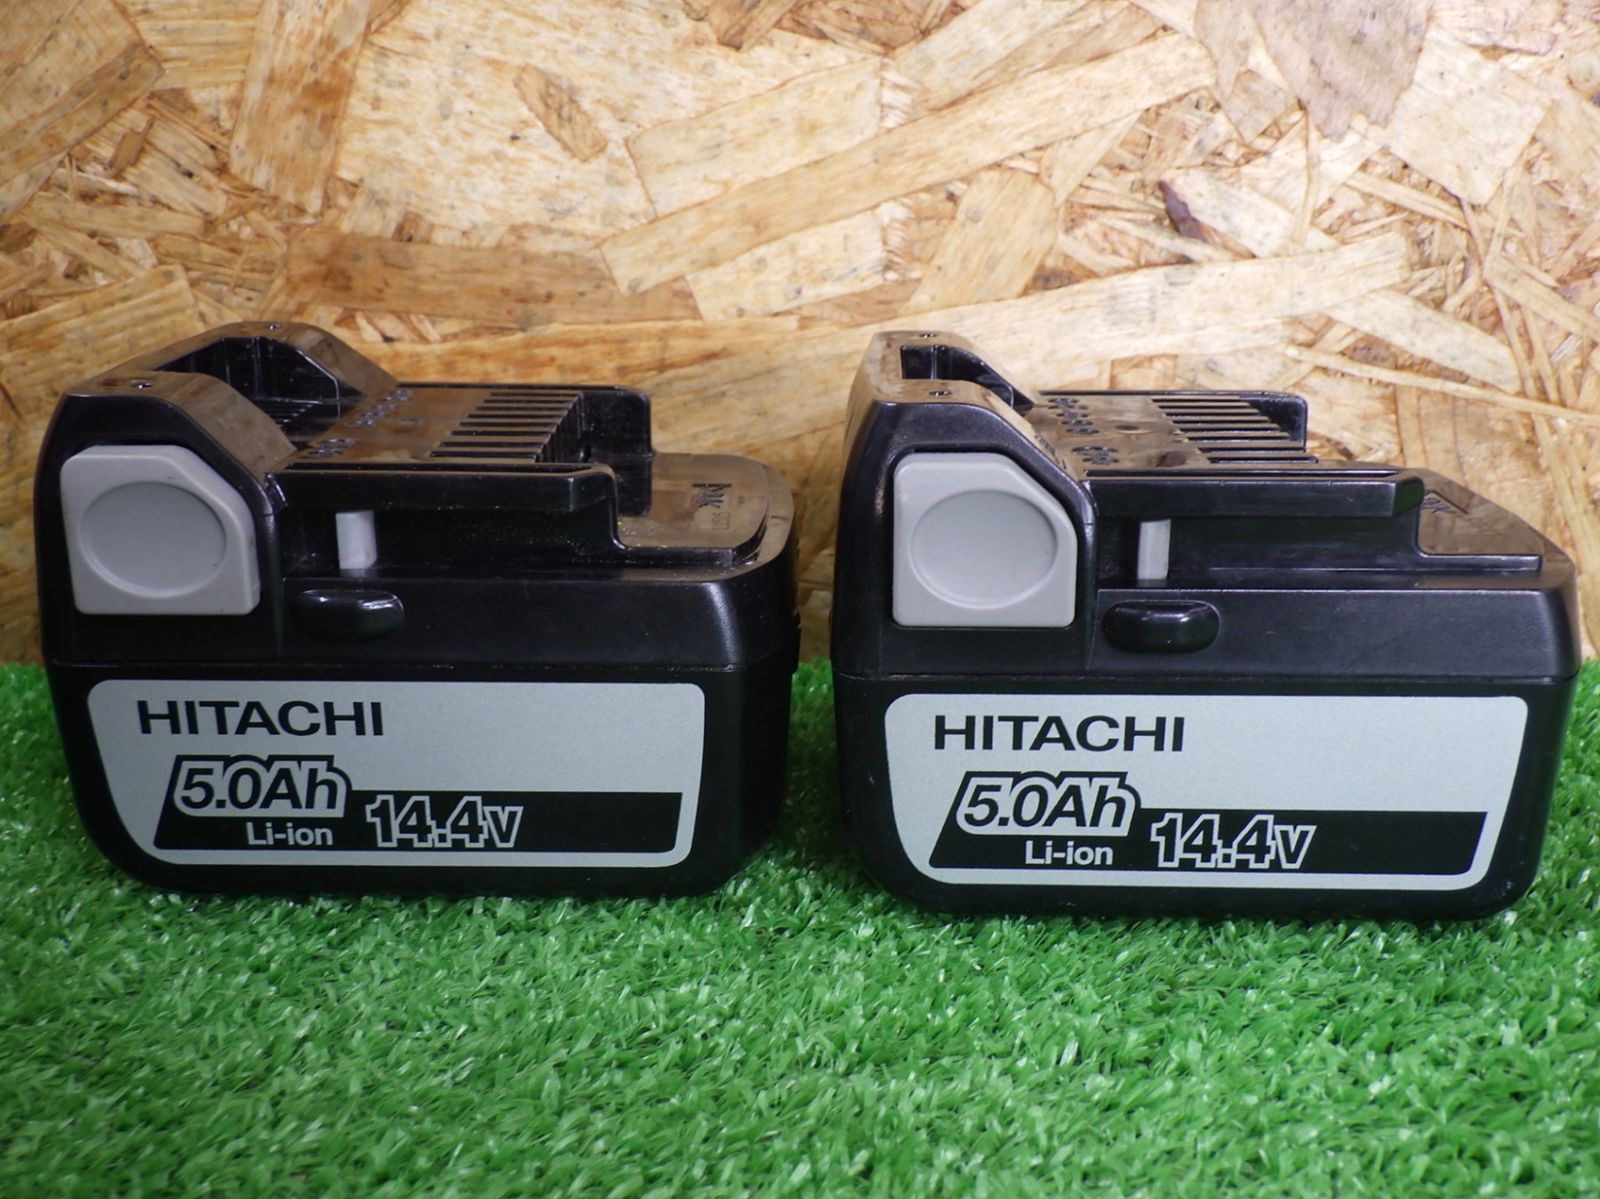 HITACHI
5.0Ah
Li-ion 14.4v
HITACHI
5.0Ah
Li-ion 14.4v